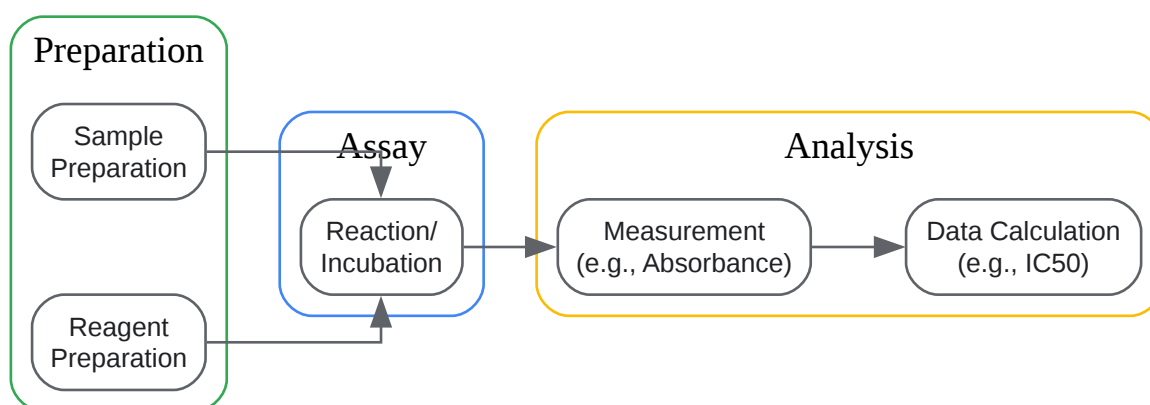 Preparation
Sample
Preparation
Reagent
Preparation
Assay
Reaction/
Incubation
Analysis
Measurement
(e.g., Absorbance)
Data Calculation
(e.g., IC50)